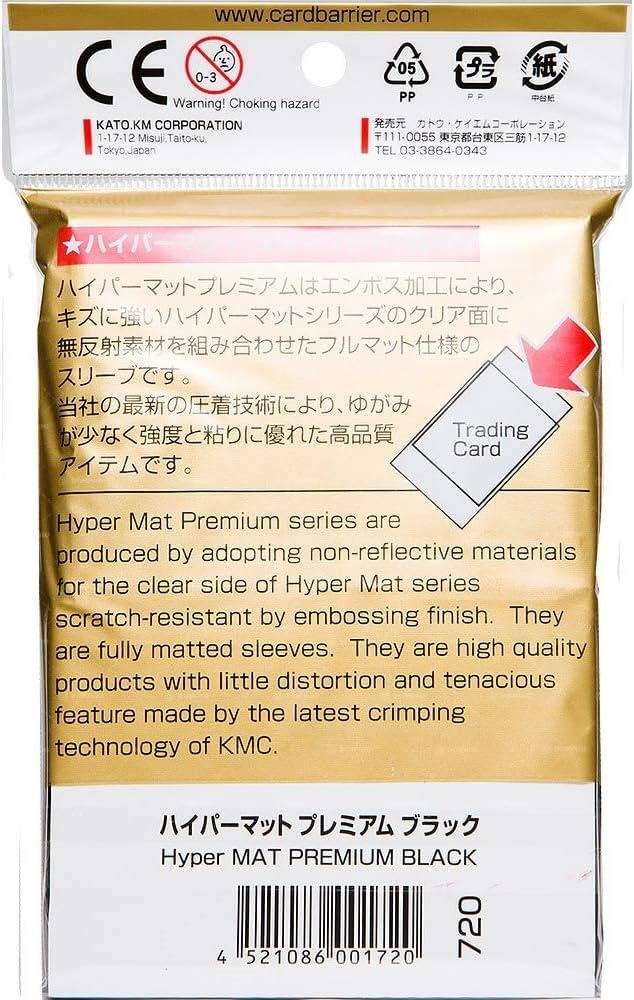 www.cardbarrier.com
CE
0-3
Warning! Choking hazard
05
PP
プラ
PP
紙
中台紙
KATO.KM CORPORATION
1-17-12 Misuji,Taito-ku,
Tokyo,Japan
発売元 カトウ・ケイエムコーポレーション
〒111-0055 東京都台東区三筋1-17-12
TEL 03-3864-0343
★ハイパーマ
ハイパーマットプレミアムはエンボス加工により、
キズに強いハイパーマットシリーズのクリア面に
無反射素材を組み合わせたフルマット仕様の
スリーブです。
当社の最新の圧着技術により、ゆがみ
が少なく強度と粘りに優れた高品質
アイテムです。
Trading
Card
Hyper Mat Premium series are
produced by adopting non-reflective materials
for the clear side of Hyper Mat series
scratch-resistant by embossing finish. They
are fully matted sleeves. They are high quality
products with little distortion and tenacious
feature made by the latest crimping
technology of KMC.
ハイパーマット プレミアム ブラック
Hyper MAT PREMIUM BLACK
4 521086 001720
720